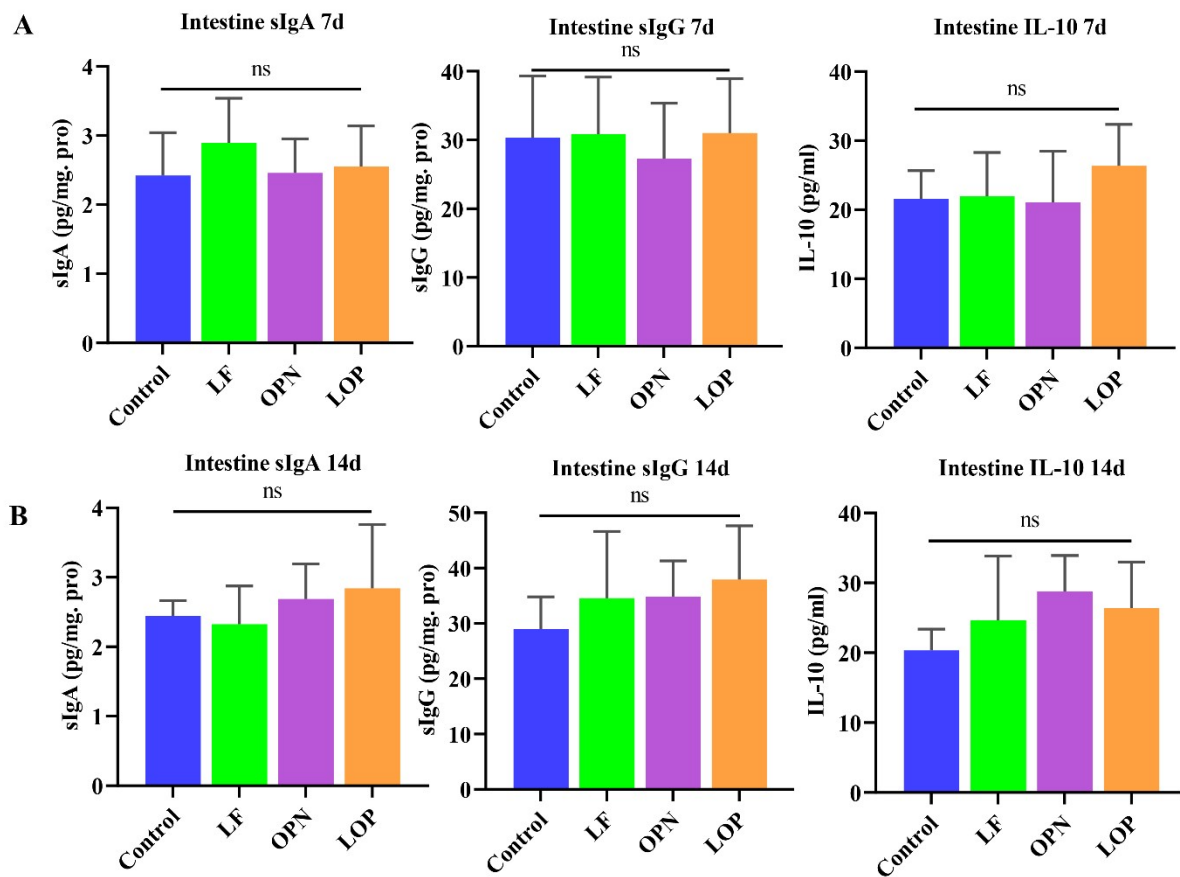 A
Intestine sIgA 7d
ns
sIgA (pg/mg. pro)
4
3
2
1
0
Control
LF
OPN
LOP
Intestine sIgG 7d
ns
sIgG (pg/mg. pro)
40
30
20
10
0
Control
LF
OPN
LOP
Intestine IL-10 7d
ns
IL-10 (pg/ml)
40
30
20
10
0
Control
LF
OPN
LOP
B
Intestine sIgA 14d
ns
sIgA (pg/mg. pro)
4
3
2
1
0
Control
LF
OPN
LOP
Intestine sIgG 14d
ns
sIgG (pg/mg. pro)
50
40
30
20
10
0
Control
LF
OPN
LOP
Intestine IL-10 14d
ns
IL-10 (pg/ml)
40
30
20
10
0
Control
LF
OPN
LOP